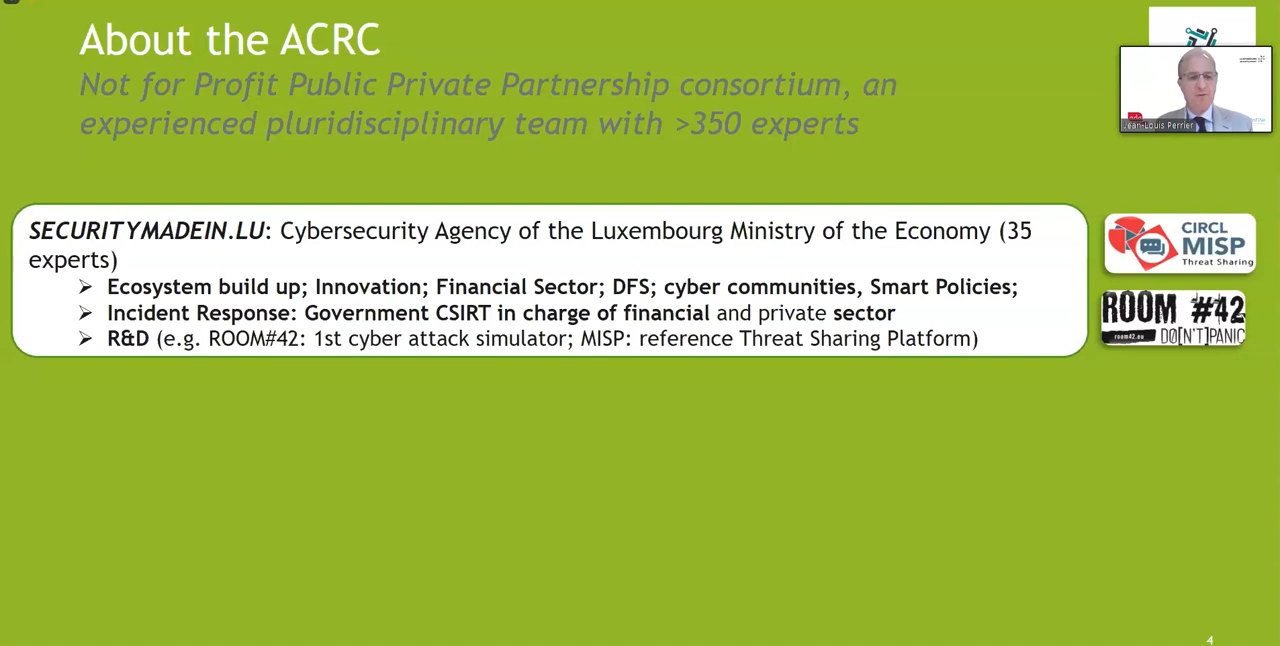 About the ACRC
Not for Profit Public Private Partnership consortium, an
experienced pluridisciplinary team with >350 experts
Jean-Louis Perrier
SECURITYMADEIN.LU: Cybersecurity Agency of the Luxembourg Ministry of the Economy (35
experts)
➢ Ecosystem build up; Innovation; Financial Sector; DFS; cyber communities, Smart Policies;
➢ Incident Response: Government CSIRT in charge of financial and private sector
➢ R&D (e.g. ROOM#42: 1st cyber attack simulator; MISP: reference Threat Sharing Platform)
CIRCL
MISP
Threat Sharing
ROOM #42
room42.eu
DO[N'T]PANIC
4